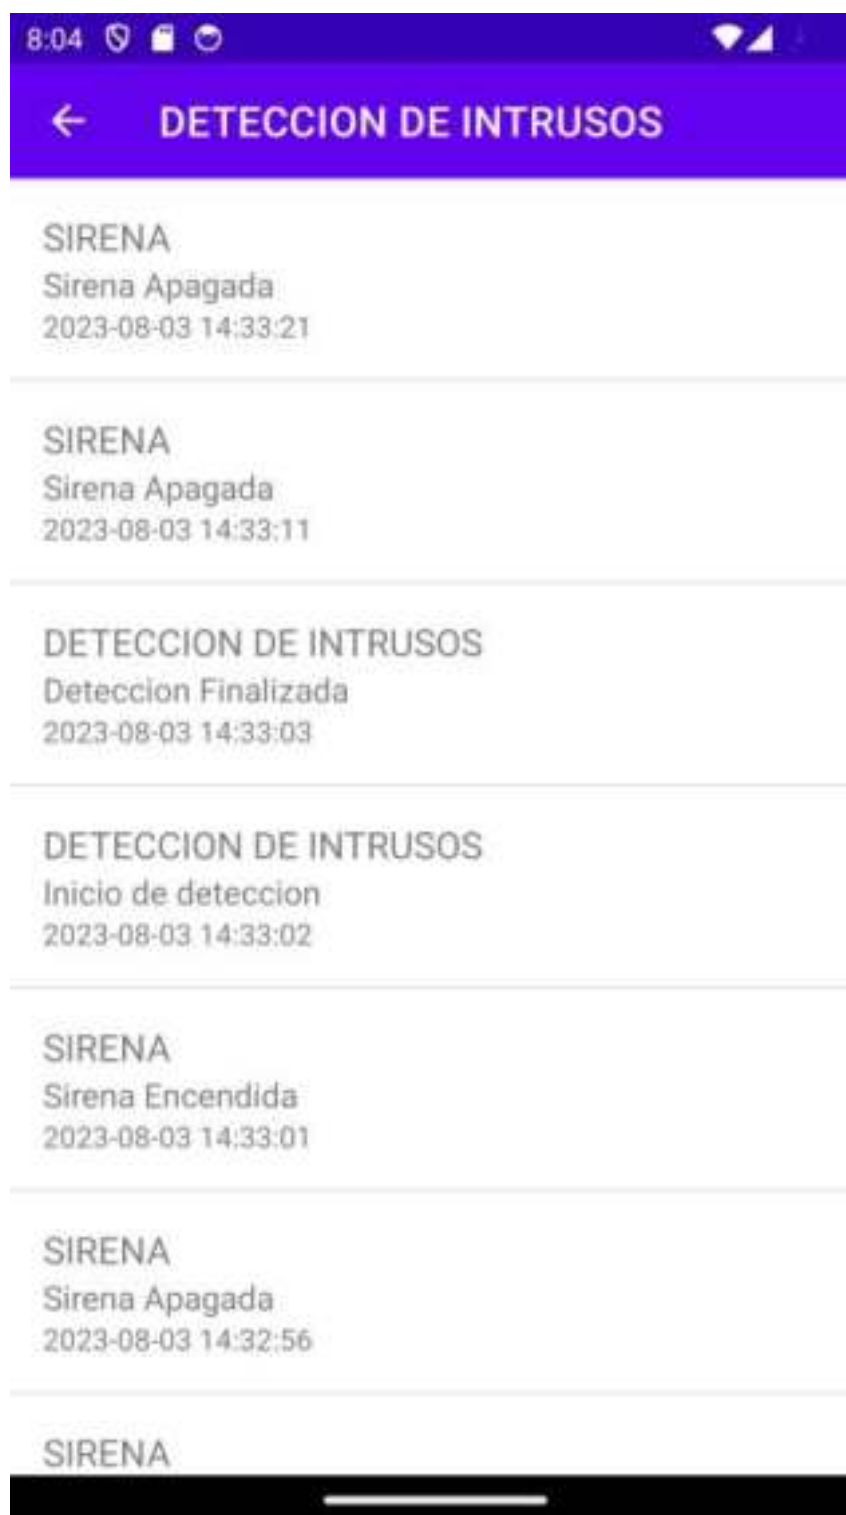 8:04
DETECCION DE INTRUSOS
SIRENA
Sirena Apagada
2023-08-03 14:33:21
SIRENA
Sirena Apagada
2023-08-03 14:33:11
DETECCION DE INTRUSOS
Deteccion Finalizada
2023-08-03 14:33:03
DETECCION DE INTRUSOS
Inicio de deteccion
2023-08-03 14:33:02
SIRENA
Sirena Encendida
2023-08-03 14:33:01
SIRENA
Sirena Apagada
2023-08-03 14:32:56
SIRENA